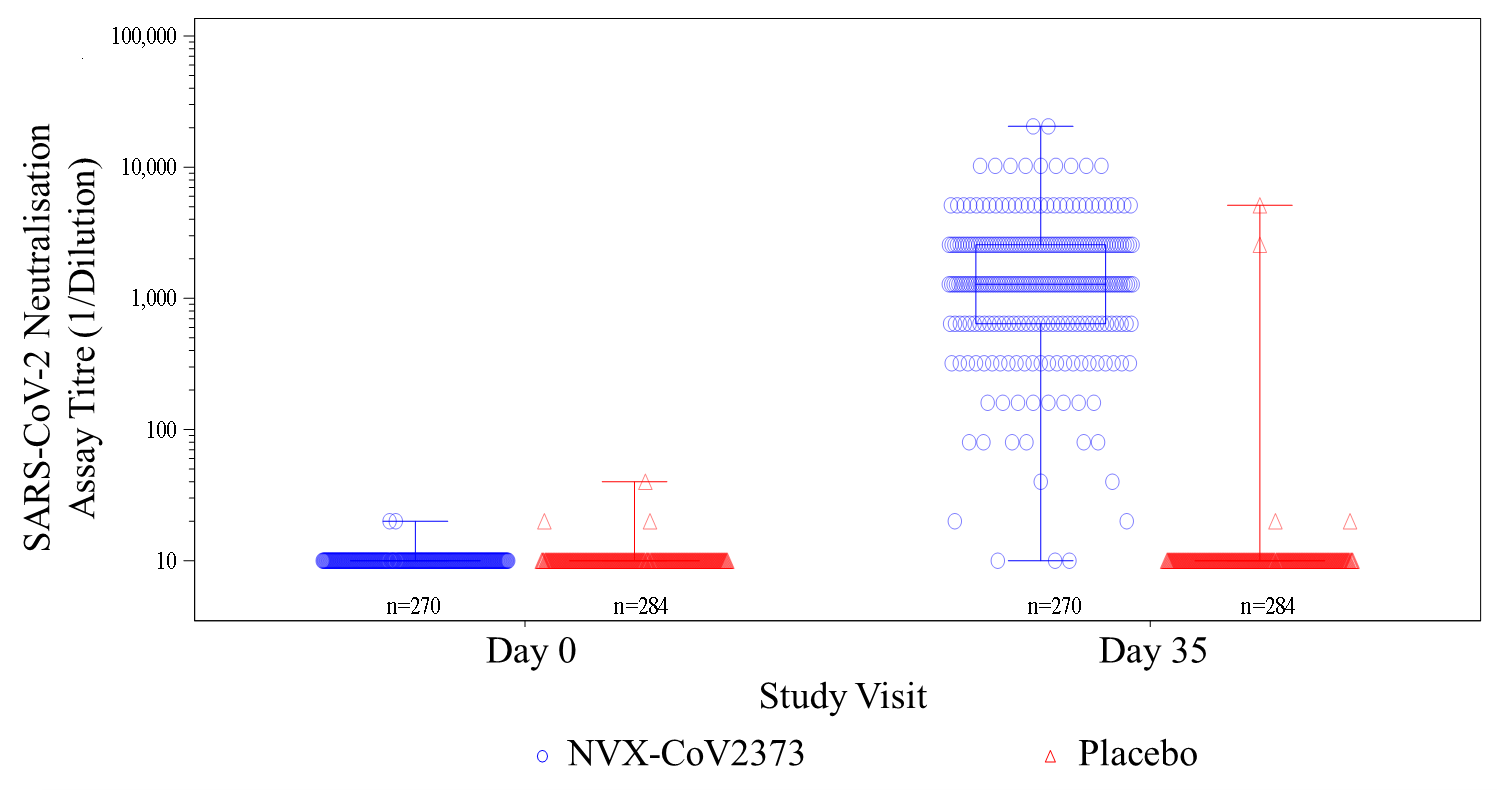 SARS-CoV-2 Neutralisation
Assay Titre (1/Dilution)
100,000
10,000
1,000
100
10
n=270
n=284
n=270
n=284
Day 0
Day 35
Study Visit
NVX-CoV2373
Placebo